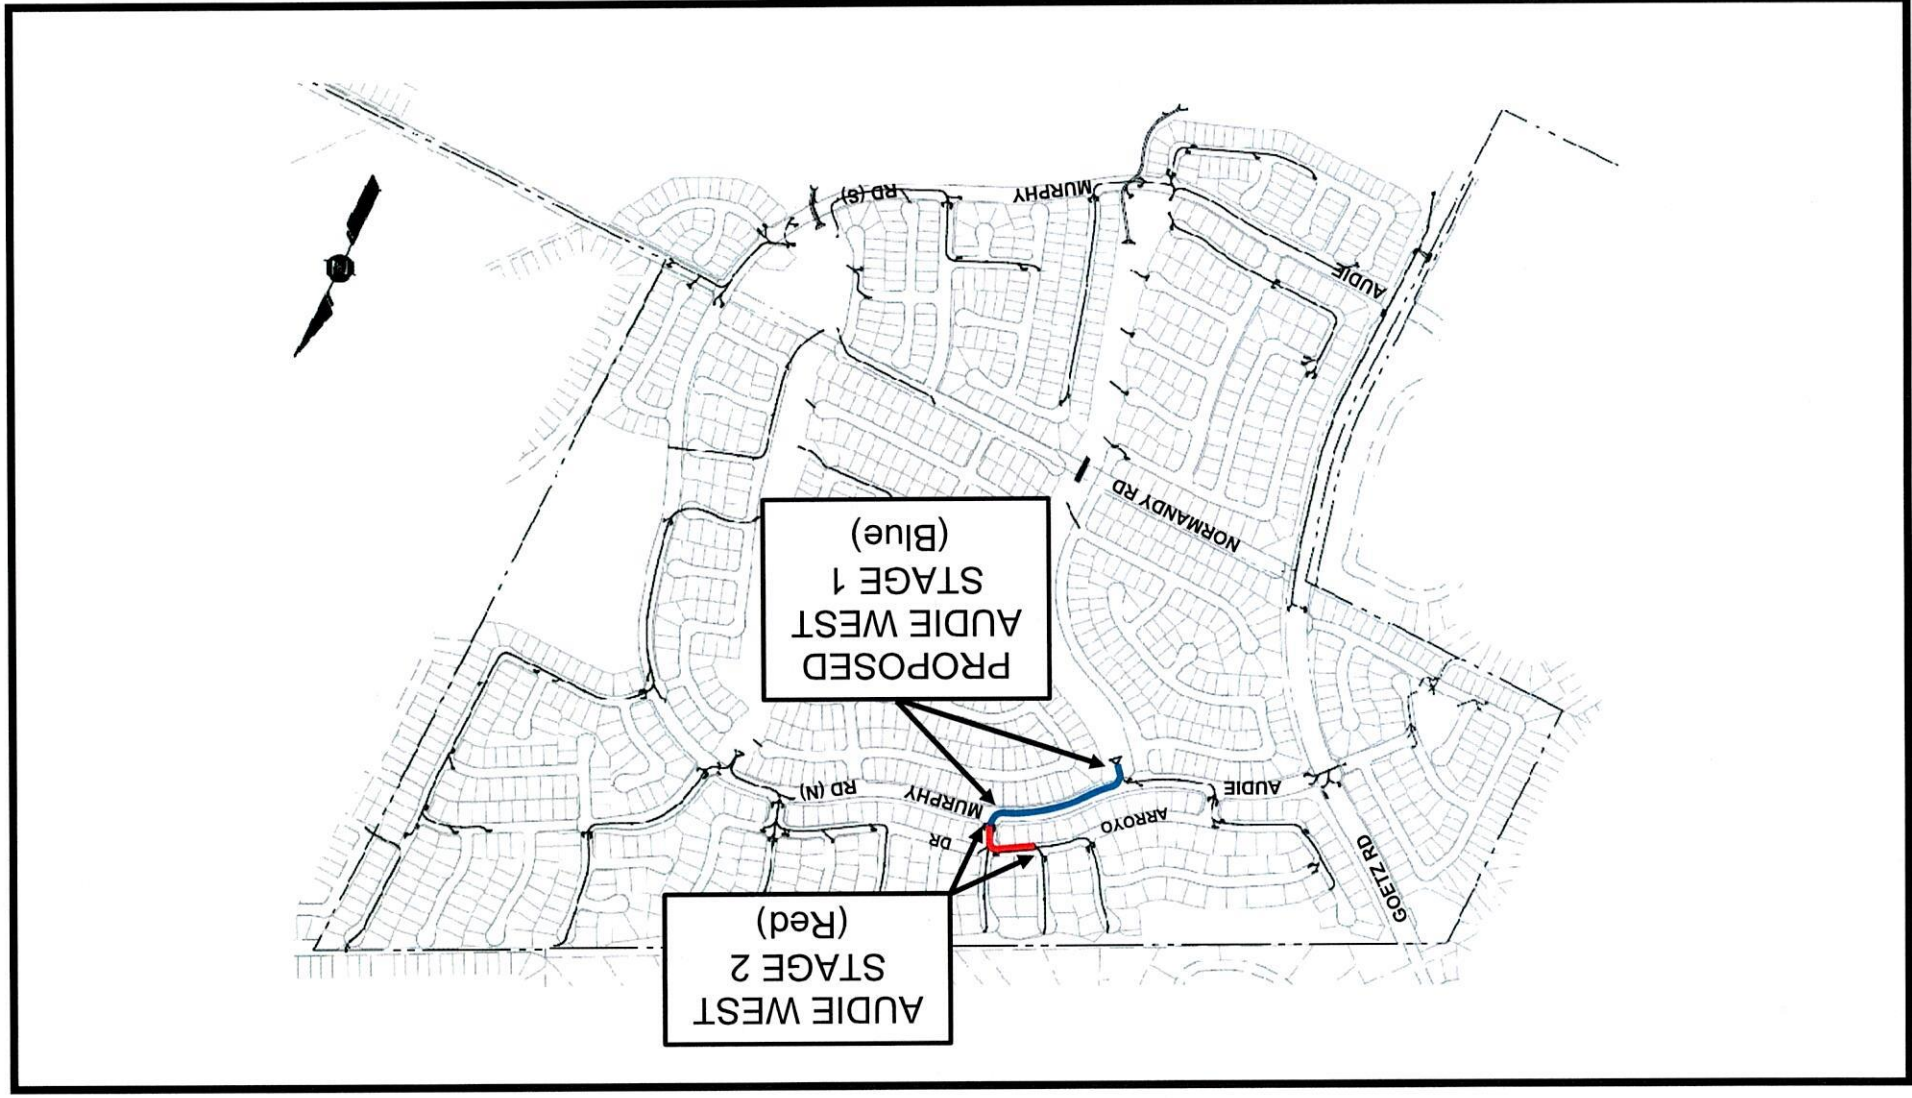 AUDIE WEST
STAGE 2
(Red)
GOETZ RD
ARROYO DR
AUDIE MURPHY RD (N)
PROPOSED
AUDIE WEST
STAGE 1
(Blue)
NORMANDY RD
AUDIE MURPHY RD (S)